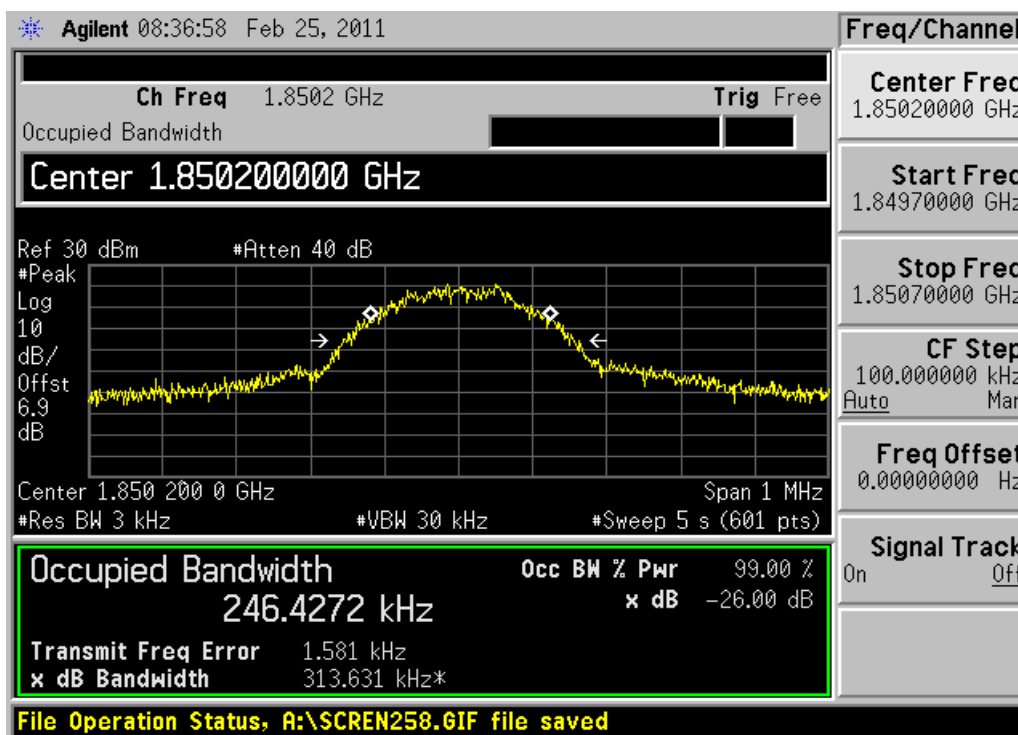 Agilent 08:36:58 Feb 25, 2011
Freq/Channel
Ch Freq 1.8502 GHz Trig Free
Occupied Bandwidth
Center 1.850200000 GHz
Ref 30 dBm #Atten 40 dB
#Peak
Log
10
dB/
Offst
6.9
dB
Center 1.850 200 0 GHz Span 1 MHz
#Res BW 3 kHz #VBW 30 kHz #Sweep 5 s (601 pts)
Occupied Bandwidth
246.4272 kHz
Occ BW % Pwr 99.00 %
x dB -26.00 dB
Transmit Freq Error 1.581 kHz
x dB Bandwidth 313.631 kHz*
Center Freq
1.85020000 GHz
Start Freq
1.84970000 GHz
Stop Freq
1.85070000 GHz
CF Step
100.000000 kHz
Auto Man
Freq Offset
0.00000000 Hz
Signal Track
On Off
File Operation Status, A:\SCREN258.GIF file saved